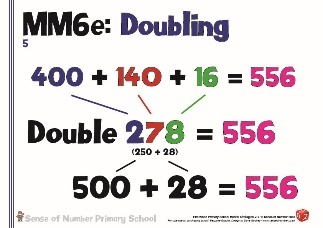 MM6e: Doubling
5
400 + 140 + 16 = 556
Double 278 = 556
(250 + 28)
500 + 28 = 556
Sense of Number Primary School